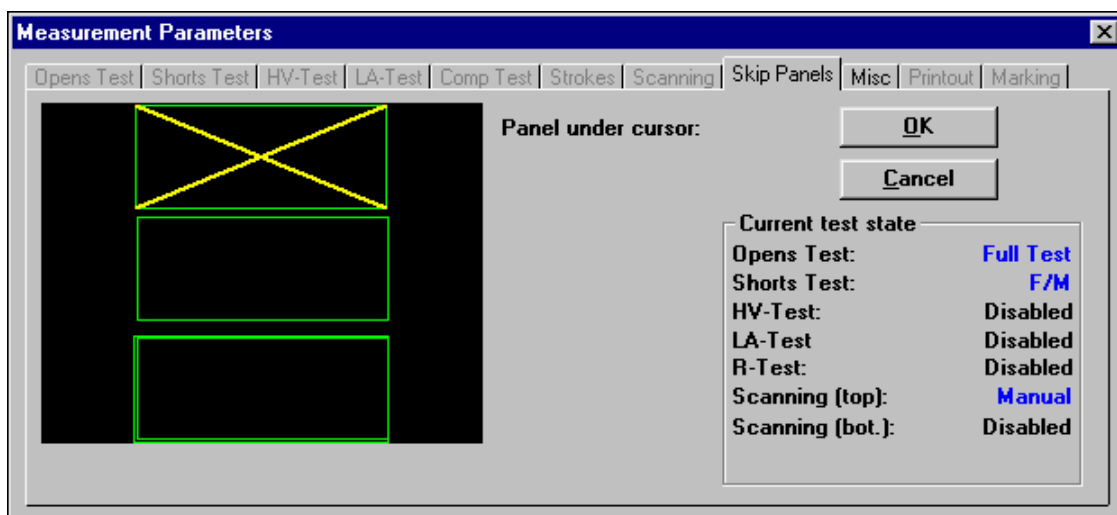 Measurement Parameters
Opens Test Shorts Test HV-Test LA-Test Comp Test Strokes Scanning Skip Panels Misc Printout Marking
Panel under cursor:
OK
Cancel
Current test state
Opens Test: Full Test
Shorts Test: F/M
HV-Test: Disabled
LA-Test Disabled
R-Test: Disabled
Scanning (top): Manual
Scanning (bot.): Disabled